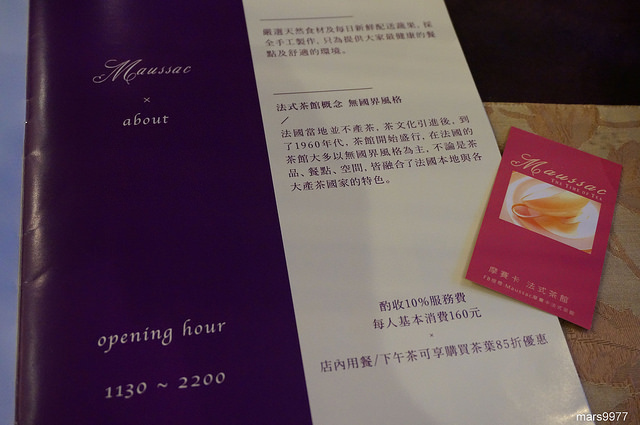 Maussac
×
about
opening hour
1130 ~ 2200
嚴選天然食材及每日新鮮配送蔬果，採
全手工製作，只為提供大家最健康的餐
點及舒適的環境。
法式茶館概念 無國界風格
/
法國當地並不產茶，茶文化引進後，到
了1960年代，茶館開始盛行，在法國的
茶館大多以無國界風格為主，不論是茶
品、餐點、空間，皆融合了法國本地與各
大產茶國家的特色。
酌收10%服務費
每人基本消費160元
×
店內用餐/下午茶可享購買茶葉85折優惠
Maussac
THE TIME OF TEA
摩賽卡 法式茶館
mars9977